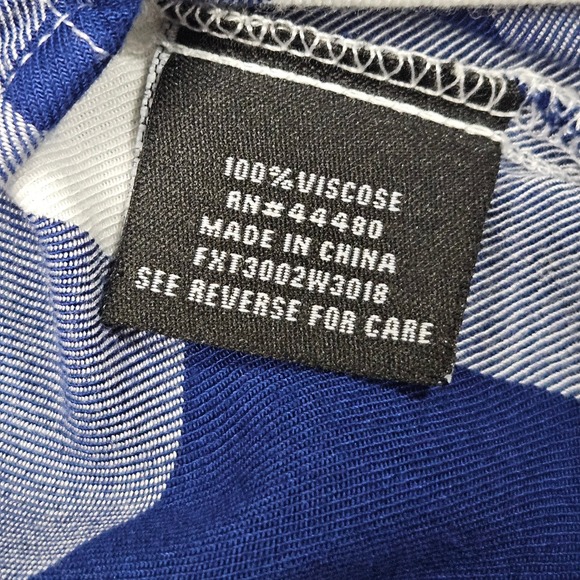 100% VISCOSE
RN# 44480
MADE IN CHINA
FXT3002W3018
SEE REVERSE FOR CARE